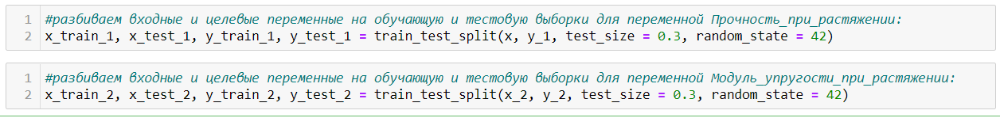 1 #разбиваем входные и целевые переменные на обучающую и тестовую выборки для переменной Прочность_при_растяжении:
2 x_train_1, x_test_1, y_train_1, y_test_1 = train_test_split(x, y_1, test_size = 0.3, random_state = 42)
1 #разбиваем входные и целевые переменные на обучающую и тестовую выборки для переменной Модуль_упругости_при_растяжении:
2 x_train_2, x_test_2, y_train_2, y_test_2 = train_test_split(x_2, y_2, test_size = 0.3, random_state = 42)